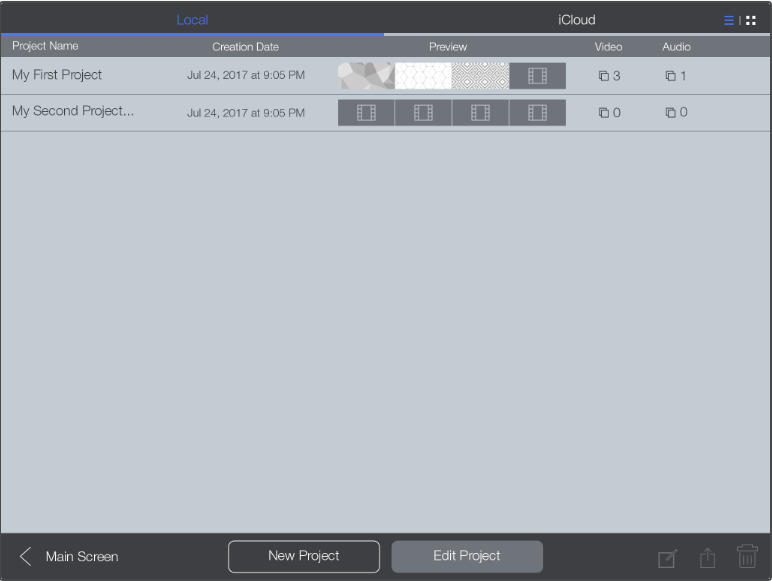 Local iCloud
Project Name Creation Date Preview Video Audio
My First Project Jul 24, 2017 at 9:05 PM 3 1
My Second Project... Jul 24, 2017 at 9:05 PM 0 0
Main Screen New Project Edit Project